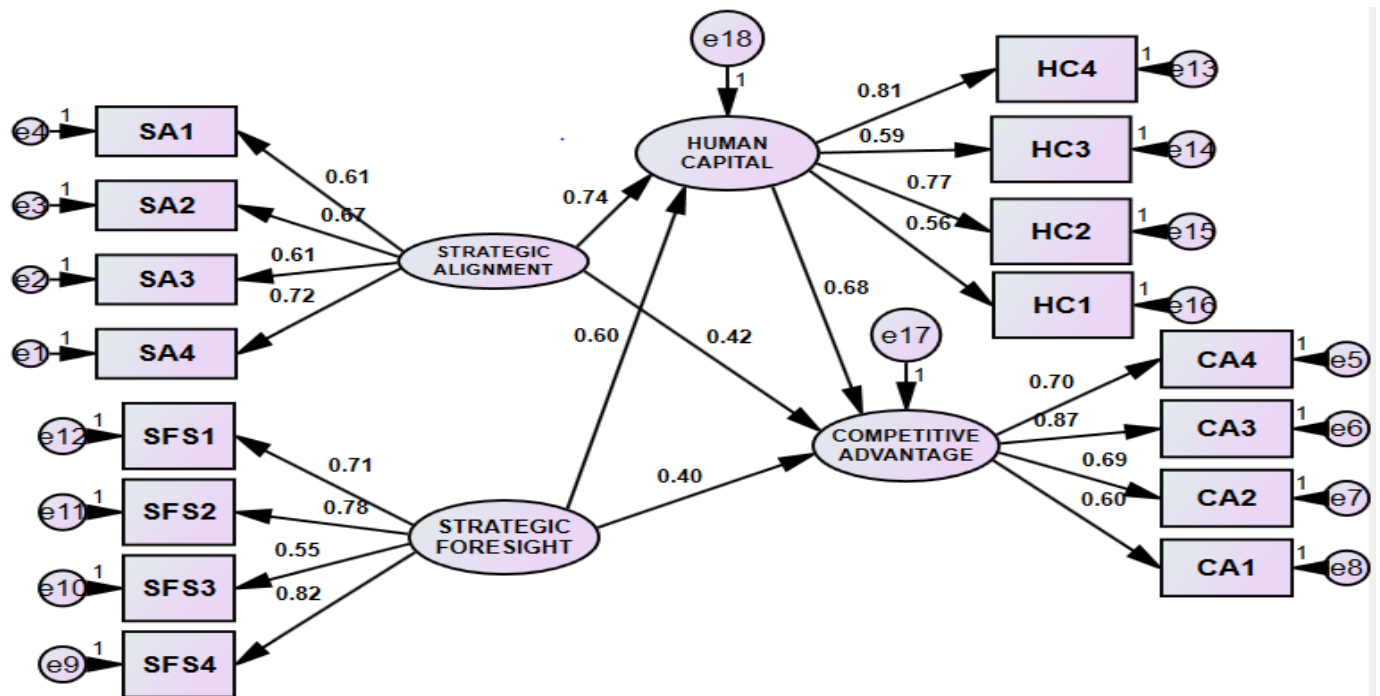 e18
1
HUMAN
CAPITAL
0.81
HC4
1
e13
0.59
HC3
1
e14
0.77
HC2
1
e15
0.56
HC1
1
e16
e4
1
SA1
0.61
e3
1
SA2
0.67
e2
1
SA3
0.61
e1
1
SA4
0.72
STRATEGIC
ALIGNMENT
0.74
0.60
0.68
0.42
e17
1
0.40
COMPETITIVE
ADVANTAGE
0.70
CA4
1
e5
0.87
CA3
1
e6
0.69
CA2
1
e7
0.60
CA1
1
e8
e12
1
SFS1
0.71
e11
1
SFS2
0.78
e10
1
SFS3
0.55
e9
1
SFS4
0.82
STRATEGIC
FORESIGHT